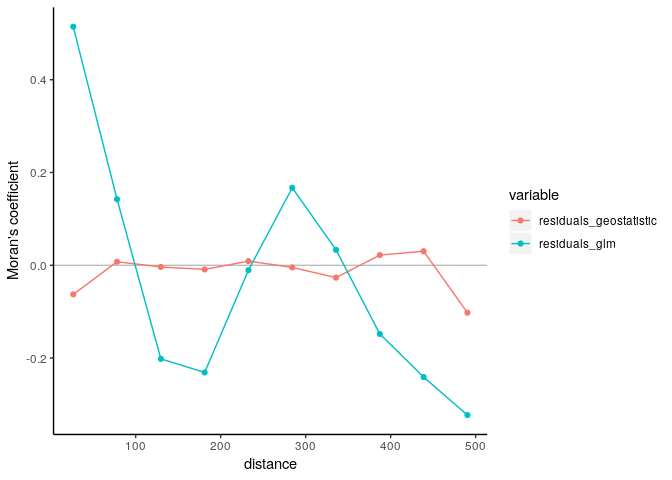 0.4
0.2
0.0
-0.2
Moran's coefficient
100 200 300 400 500
distance
variable
residuals_geostatistic
residuals_glm